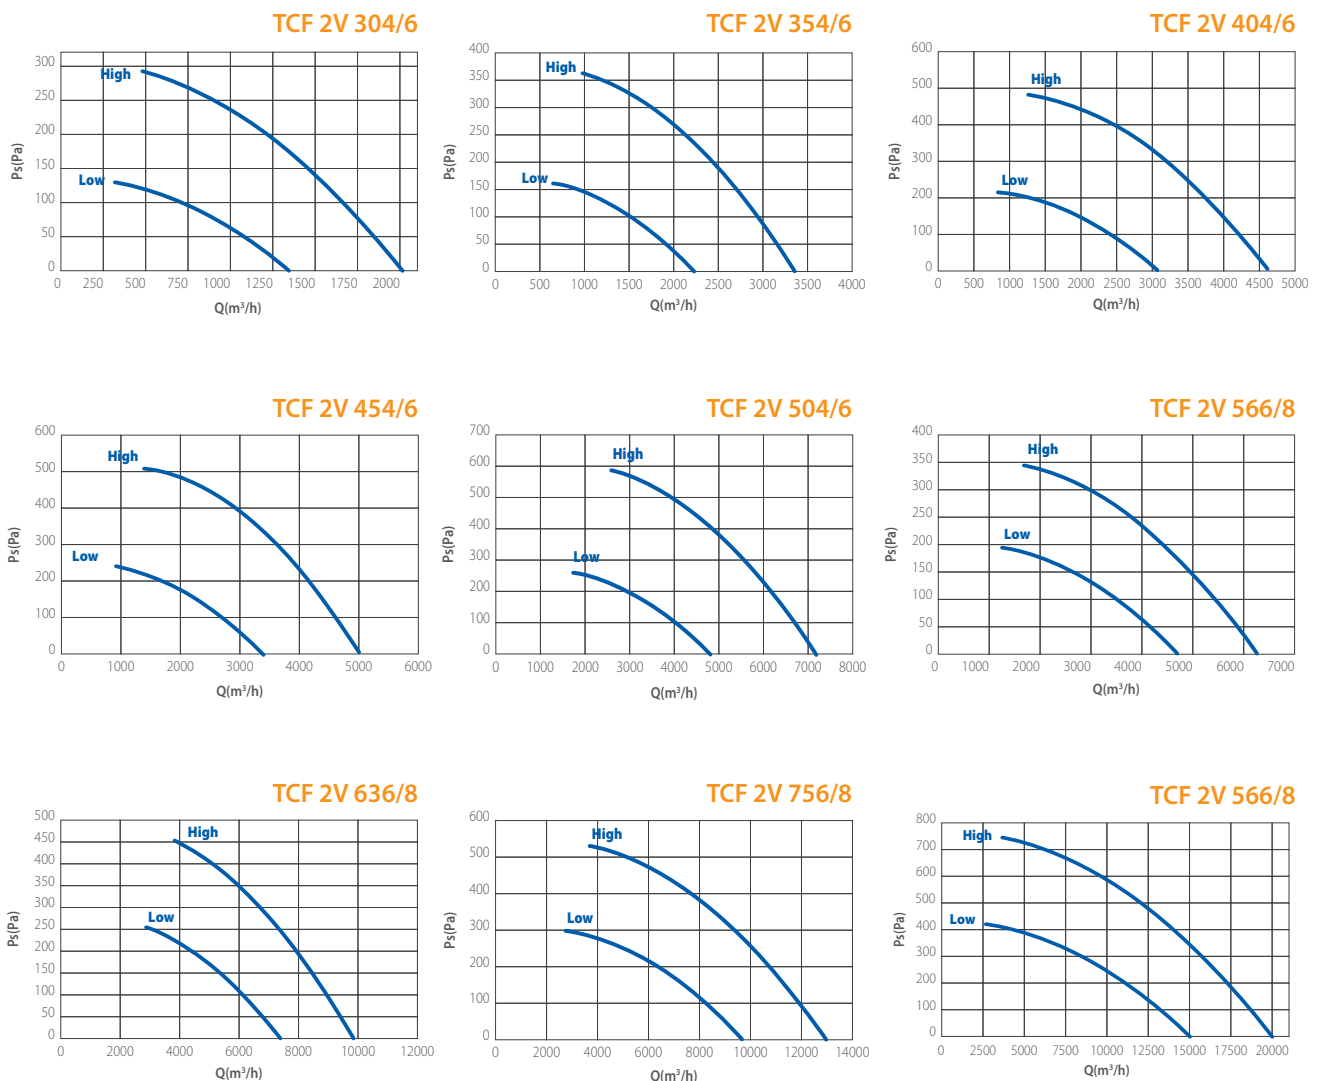 TCF 2V 304/6
300
250
200
150
100
50
0
Ps(Pa)
High
Low
0 250 500 750 1000 1250 1500 1750 2000
Q(m³/h)
TCF 2V 354/6
400
350
300
250
200
150
100
50
0
Ps(Pa)
High
Low
0 500 1000 1500 2000 2500 3000 3500 4000
Q(m³/h)
TCF 2V 404/6
600
500
400
300
200
100
0
Ps(Pa)
High
Low
0 500 1000 1500 2000 2500 3000 3500 4000 4500 5000
Q(m³/h)
TCF 2V 454/6
600
500
400
300
200
100
0
Ps(Pa)
High
Low
0 1000 2000 3000 4000 5000 6000
Q(m³/h)
TCF 2V 504/6
700
600
500
400
300
200
100
0
Ps(Pa)
High
Low
0 1000 2000 3000 4000 5000 6000 7000 8000
Q(m³/h)
TCF 2V 566/8
400
350
300
250
200
150
100
50
0
Ps(Pa)
High
Low
0 1000 2000 3000 4000 5000 6000 7000
Q(m³/h)
TCF 2V 636/8
500
450
400
350
300
250
200
150
100
50
0
Ps(Pa)
High
Low
0 2000 4000 6000 8000 10000 12000
Q(m³/h)
TCF 2V 756/8
600
500
400
300
200
100
0
Ps(Pa)
High
Low
0 2000 4000 6000 8000 10000 12000 14000
Q(m³/h)
TCF 2V 566/8
800
700
600
500
400
300
200
100
0
Ps(Pa)
High
Low
0 2500 5000 7500 10000 12500 15000 17500 20000
Q(m³/h)